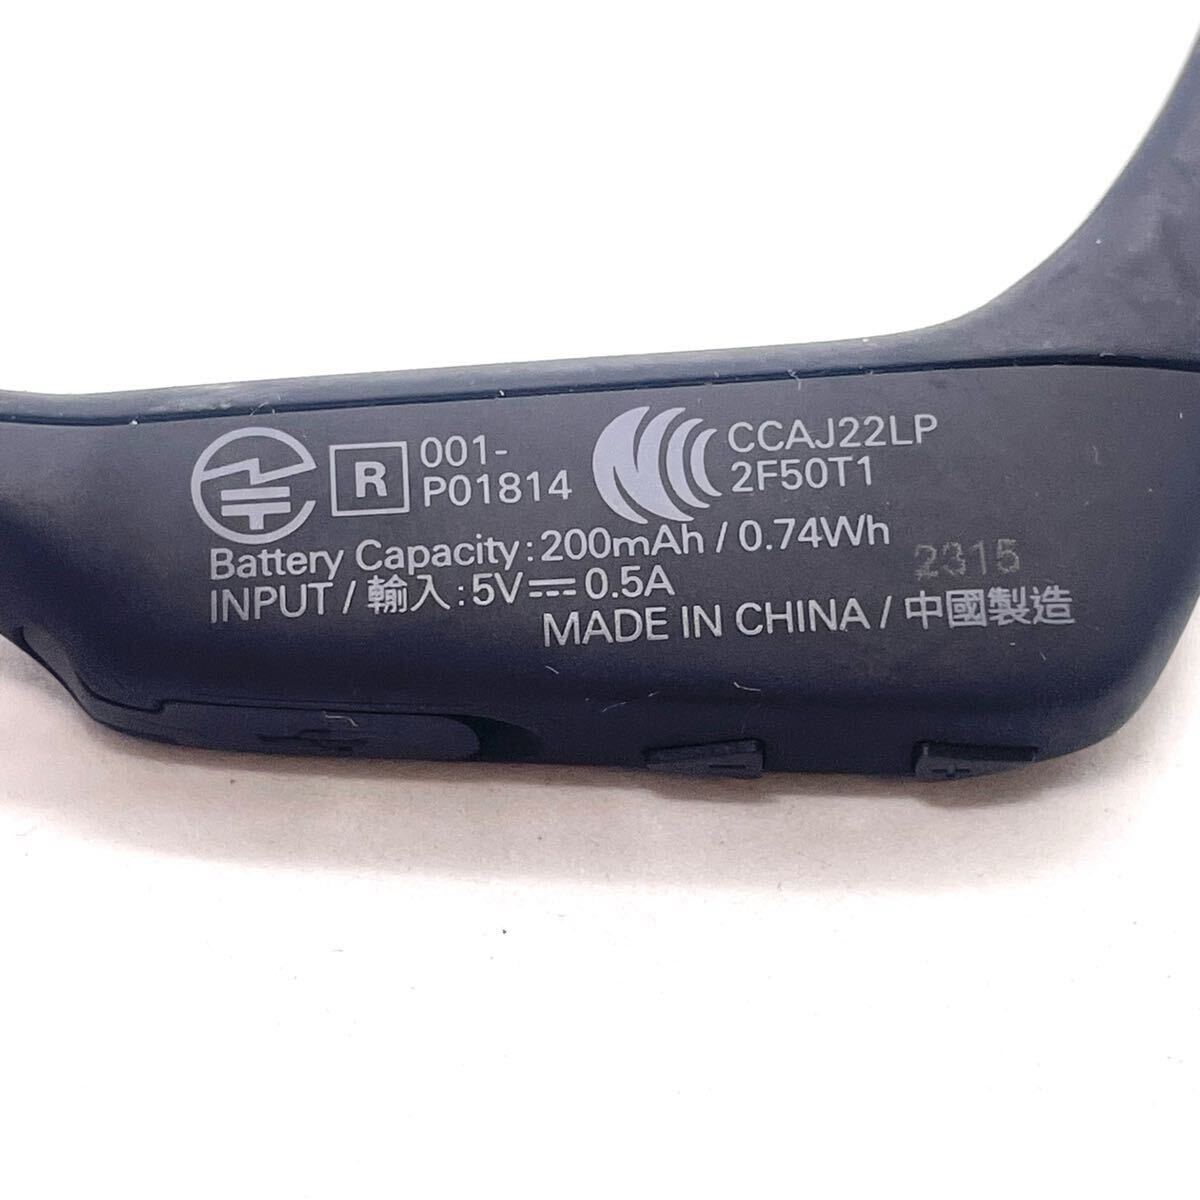 R 001-
P01814
CCAJ22LP
2F50T1
Battery Capacity: 200mAh / 0.74Wh
INPUT / 輸入: 5V⎓0.5A
2315
MADE IN CHINA / 中國製造
- +